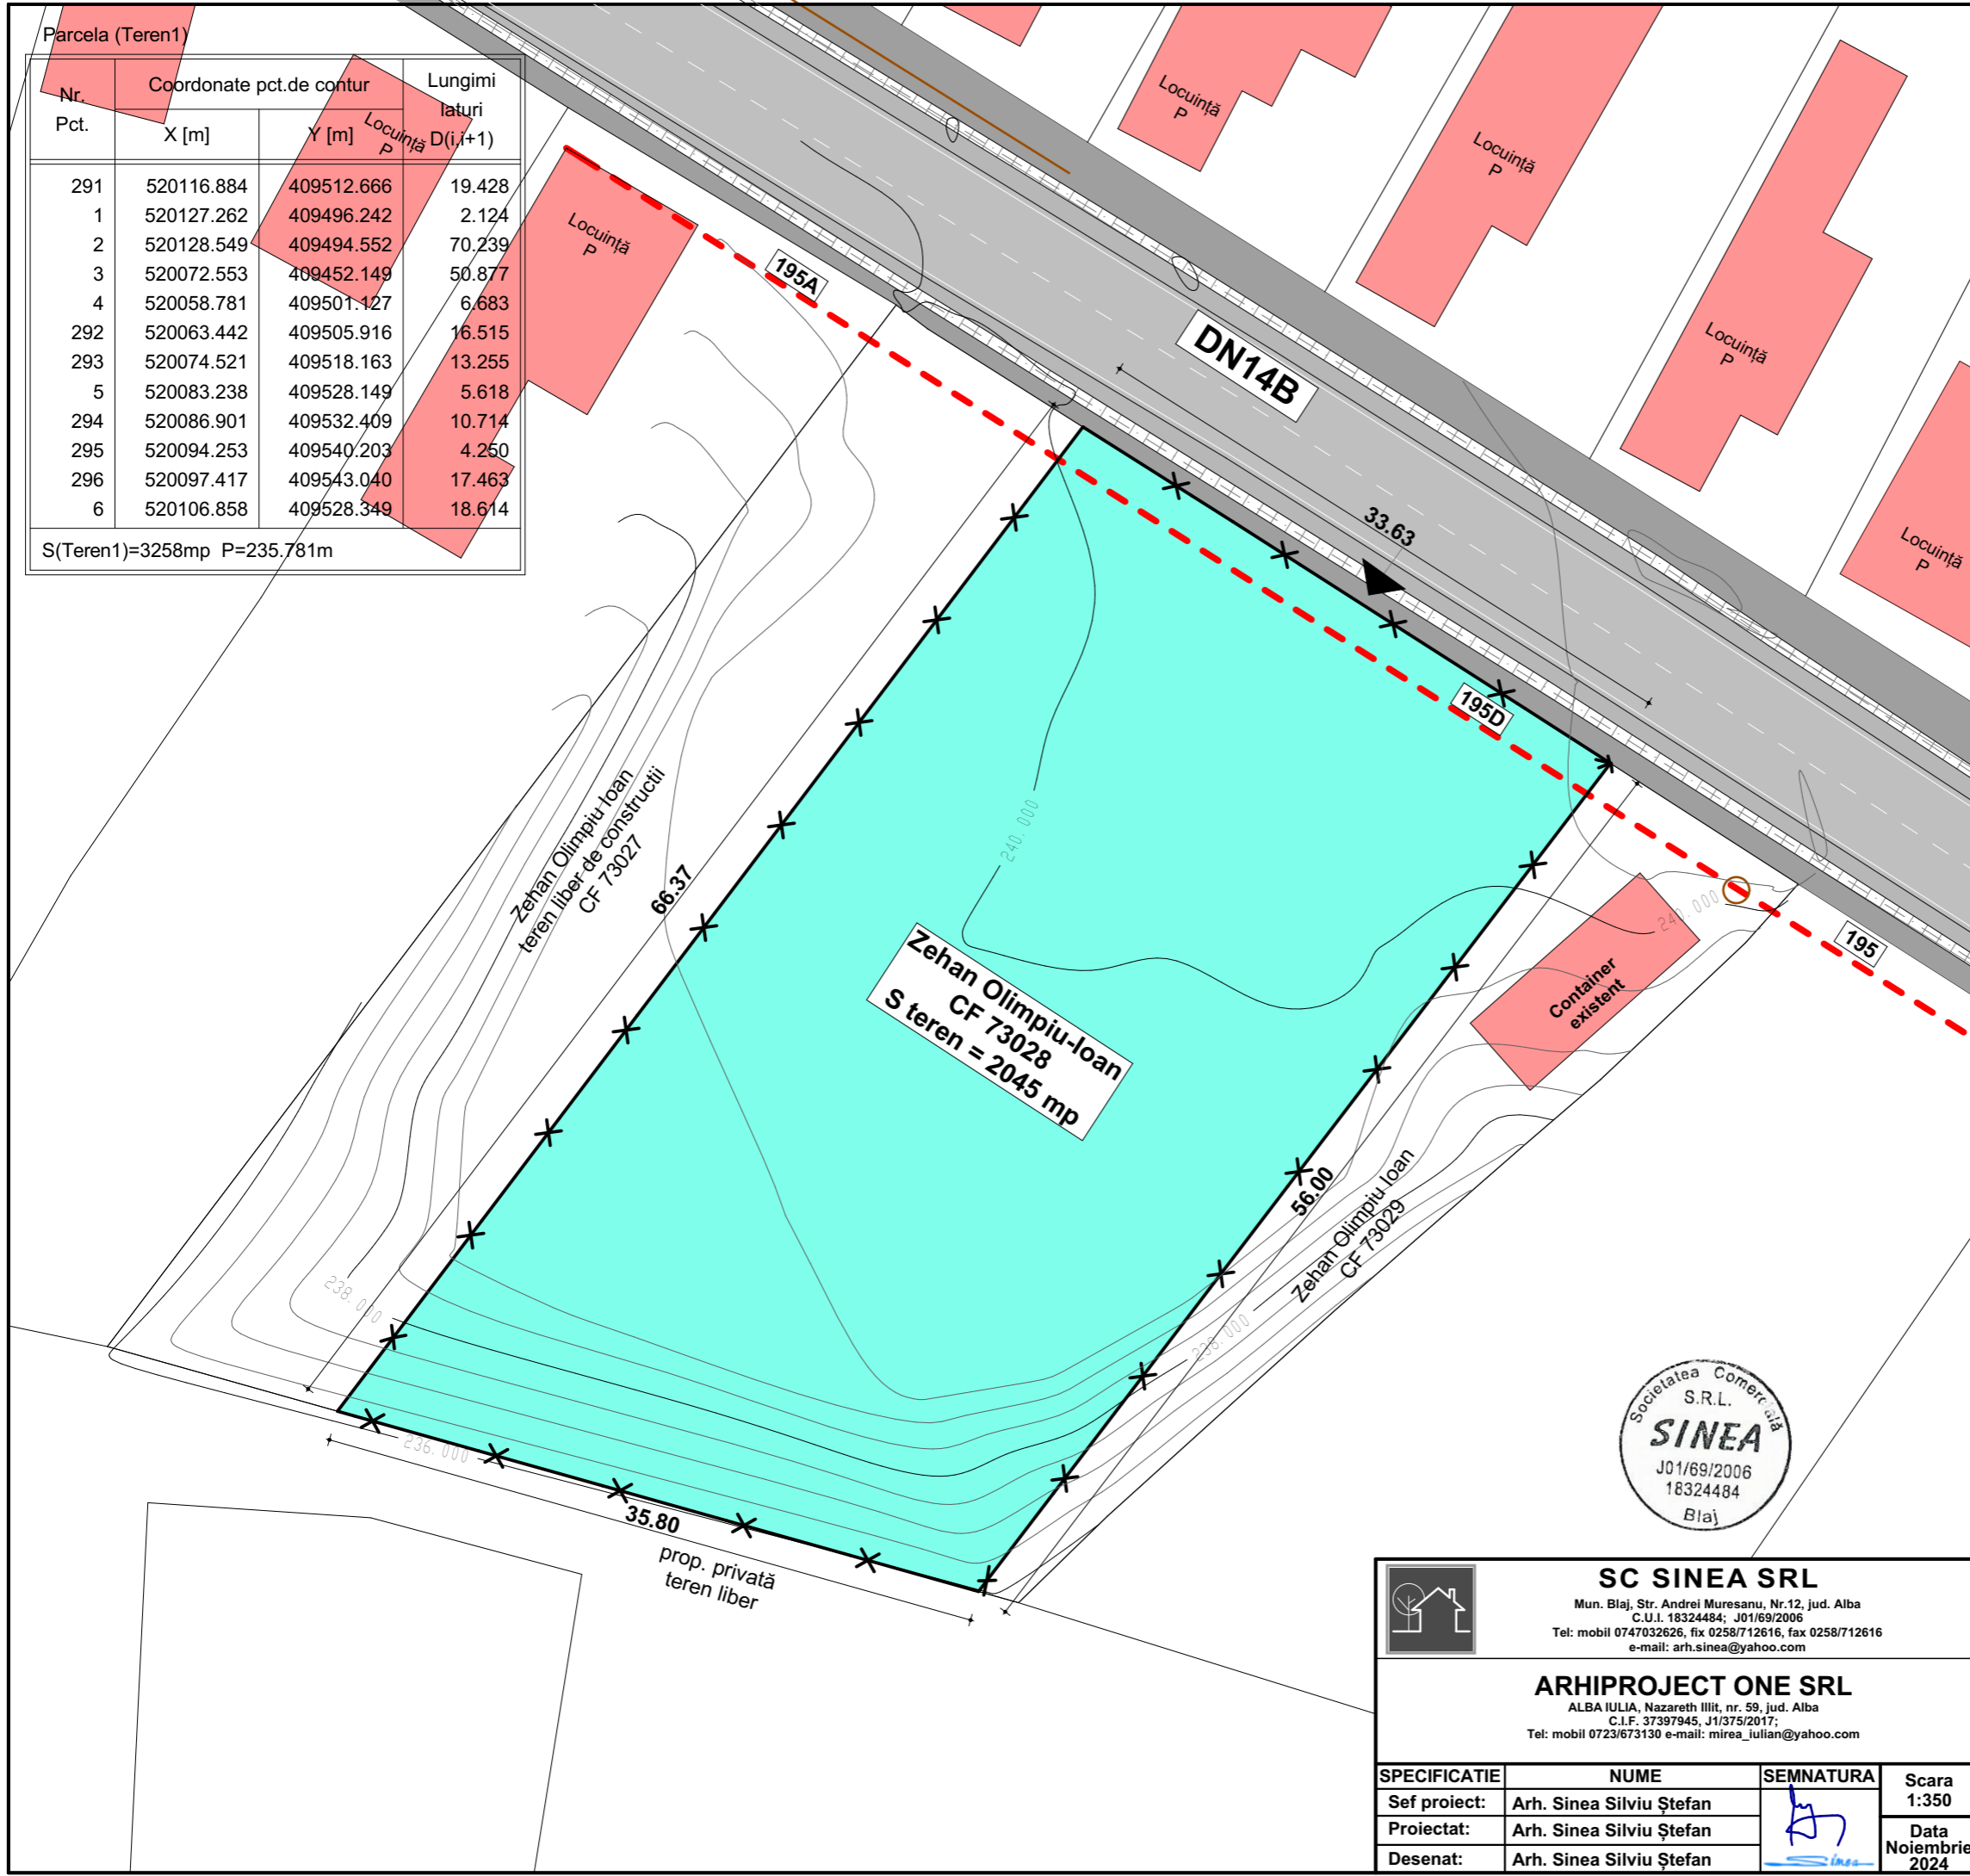 Parcela (Teren1)
Nr. Pct.
Coordonate pct.de contur
Lungimi laturi D(i,i+1)
X [m]
Y [m]
291 520116.884 409512.666 19.428
1 520127.262 409496.242 2.124
2 520128.549 409494.552 70.239
3 520072.553 409452.149 50.877
4 520058.781 409501.127 6.683
292 520063.442 409505.916 16.515
293 520074.521 409518.163 13.255
5 520083.238 409528.149 5.618
294 520086.901 409532.409 10.714
295 520094.253 409540.203 4.250
296 520097.417 409543.040 17.463
6 520106.858 409528.349 18.614
S(Teren1)=3258mp P=235.781m
Locuință
P
Locuință
P
Locuință
P
Locuință
P
Locuință
P
Locuință
P
195A
DN14B
33.63
195D
195
240.000
240.000
Zehan Olimpiu Ioan
teren liber de constructii
CF 73027
66.37
Zehan Olimpiu-Ioan
CF 73028
S teren = 2045 mp
Container
existent
56.00
Zehan Olimpiu Ioan
CF 73029
238.000
238.000
236.000
35.80
prop. privată
teren liber
Societatea Comercială
S.R.L.
SINEA
J01/69/2006
18324484
Blaj
SC SINEA SRL
Mun. Blaj, Str. Andrei Muresanu, Nr.12, jud. Alba
C.U.I. 18324484; J01/69/2006
Tel: mobil 0747032626, fix 0258/712616, fax 0258/712616
e-mail: arh.sinea@yahoo.com
ARHIPROJECT ONE SRL
ALBA IULIA, Nazareth Illit, nr. 59, jud. Alba
C.I.F. 37397945, J1/375/2017;
Tel: mobil 0723/673130 e-mail: mirea_iulian@yahoo.com
SPECIFICATIE NUME SEMNATURA
Sef proiect: Arh. Sinea Silviu Ștefan
Proiectat: Arh. Sinea Silviu Ștefan
Desenat: Arh. Sinea Silviu Ștefan
Sinea
Scara
1:350
Data
Noiembrie
2024